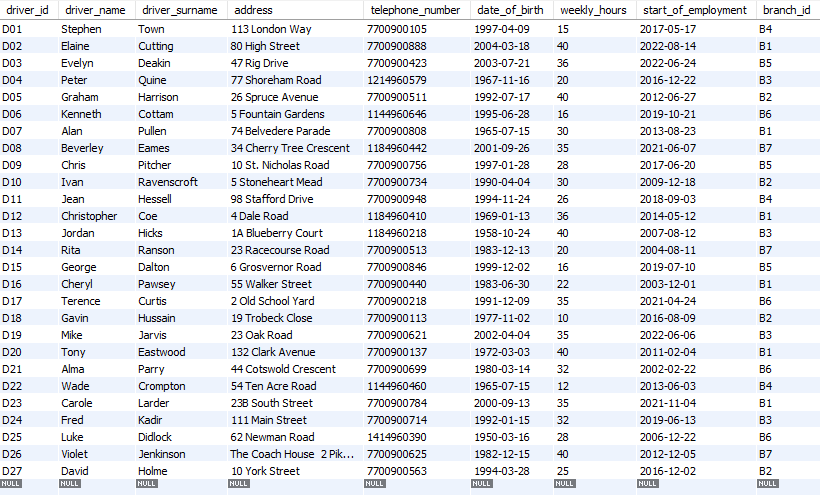 driver_id driver_name driver_surname address telephone_number date_of_birth weekly_hours start_of_employment branch_id
D01 Stephen Town 113 London Way 7700900105 1997-04-09 15 2017-05-17 B4
D02 Elaine Cutting 80 High Street 7700900888 2004-03-18 40 2022-08-14 B1
D03 Evelyn Deakin 47 Rig Drive 7700900423 2003-07-21 36 2022-06-24 B5
D04 Peter Quine 77 Shoreham Road 1214960579 1967-11-16 20 2016-12-22 B3
D05 Graham Harrison 26 Spruce Avenue 7700900511 1992-07-17 40 2012-06-27 B2
D06 Kenneth Cottam 5 Fountain Gardens 1144960646 1995-06-28 16 2019-10-21 B6
D07 Alan Pullen 74 Belvedere Parade 7700900808 1965-07-15 30 2013-08-23 B1
D08 Beverley Eames 34 Cherry Tree Crescent 1184960442 2001-09-26 35 2021-06-07 B7
D09 Chris Pitcher 10 St. Nicholas Road 7700900756 1997-01-28 28 2017-06-20 B5
D10 Ivan Ravenscroft 5 Stoneheart Mead 7700900734 1990-04-04 30 2009-12-18 B2
D11 Jean Hessell 98 Stafford Drive 7700900948 1994-11-24 26 2018-09-03 B4
D12 Christopher Coe 4 Dale Road 1184960410 1969-01-13 36 2014-05-12 B1
D13 Jordan Hicks 1A Blueberry Court 1184960218 1958-10-24 40 2007-08-12 B3
D14 Rita Ranson 23 Racecourse Road 7700900513 1983-12-13 20 2004-08-11 B7
D15 George Dalton 6 Grosvernor Road 7700900846 1999-12-02 16 2019-07-10 B5
D16 Cheryl Pawsey 55 Walker Street 7700900440 1983-06-30 22 2003-12-01 B1
D17 Terence Curtis 2 Old School Yard 7700900218 1991-12-09 35 2021-04-24 B6
D18 Gavin Hussain 19 Trobeck Close 7700900113 1977-11-02 10 2016-08-09 B2
D19 Mike Jarvis 23 Oak Road 7700900621 2002-04-04 35 2022-06-06 B3
D20 Tony Eastwood 132 Clark Avenue 7700900137 1972-03-03 40 2011-02-04 B1
D21 Alma Parry 44 Cotswold Crescent 7700900699 1980-03-14 32 2002-02-22 B6
D22 Wade Crompton 54 Ten Acre Road 1144960460 1965-07-15 12 2013-06-03 B4
D23 Carole Larder 23B South Street 7700900784 2000-09-13 35 2021-11-04 B1
D24 Fred Kadir 111 Main Street 7700900714 1992-01-15 32 2019-06-13 B3
D25 Luke Didlock 62 Newman Road 1414960390 1950-03-16 28 2006-12-22 B6
D26 Violet Jenkinson The Coach House 2 Pik... 7700900625 1982-12-15 40 2012-12-05 B7
D27 David Holme 10 York Street 7700900563 1994-03-28 25 2016-12-02 B2
NULL NULL NULL NULL NULL NULL NULL NULL NULL